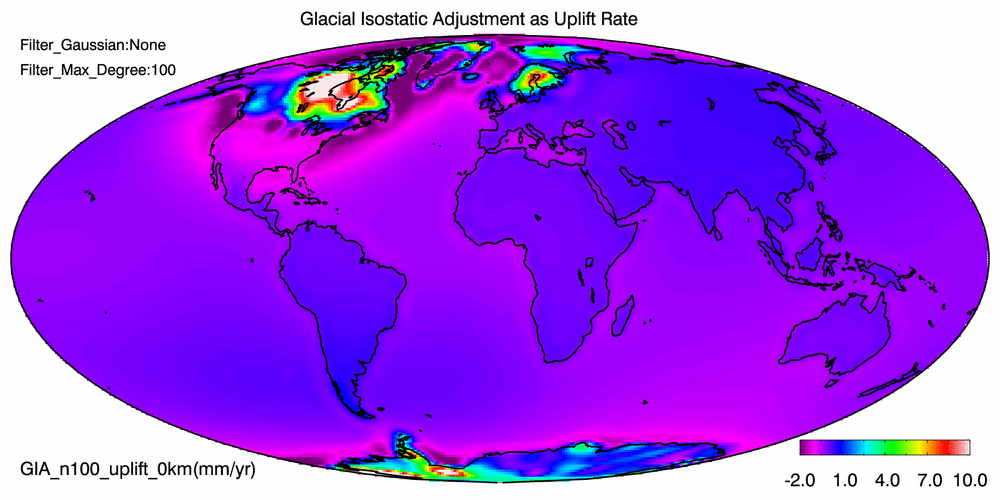 Glacial Isostatic Adjustment as Uplift Rate
Filter_Gaussian:None
Filter_Max_Degree:100
GIA_n100_uplift_0km(mm/yr)
-2.0 1.0 4.0 7.0 10.0